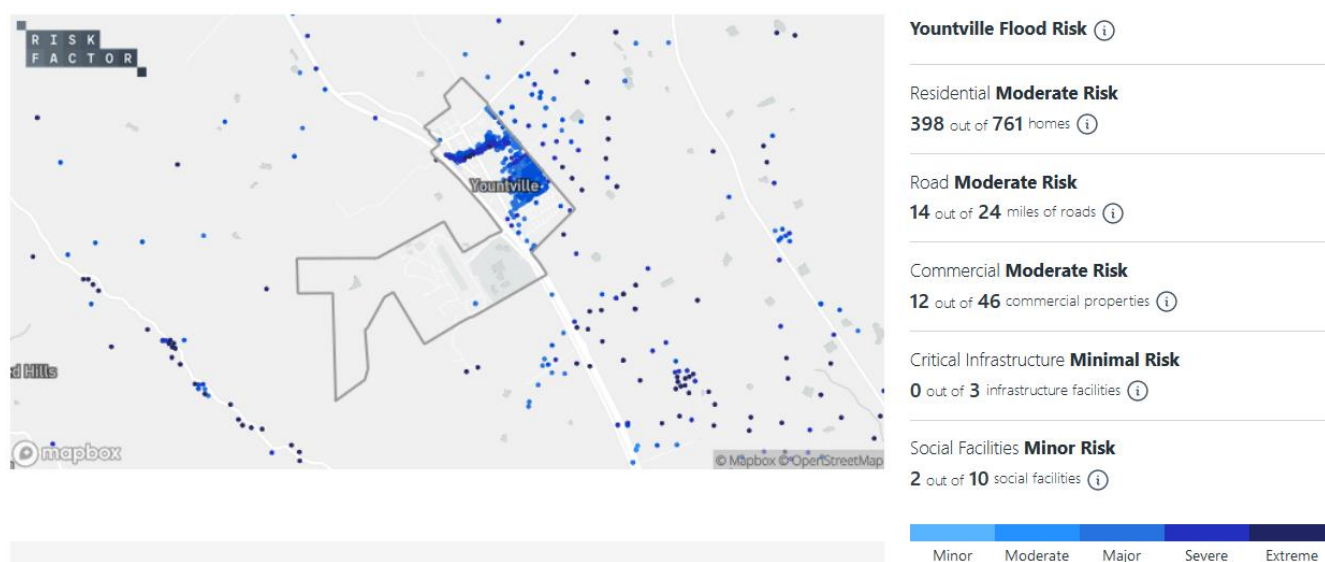 RISK
FACTOR
Yountville
d Hills
mapbox
© Mapbox © OpenStreetMap
Yountville Flood Risk
Residential Moderate Risk
398 out of 761 homes
Road Moderate Risk
14 out of 24 miles of roads
Commercial Moderate Risk
12 out of 46 commercial properties
Critical Infrastructure Minimal Risk
0 out of 3 infrastructure facilities
Social Facilities Minor Risk
2 out of 10 social facilities
Minor Moderate Major Severe Extreme